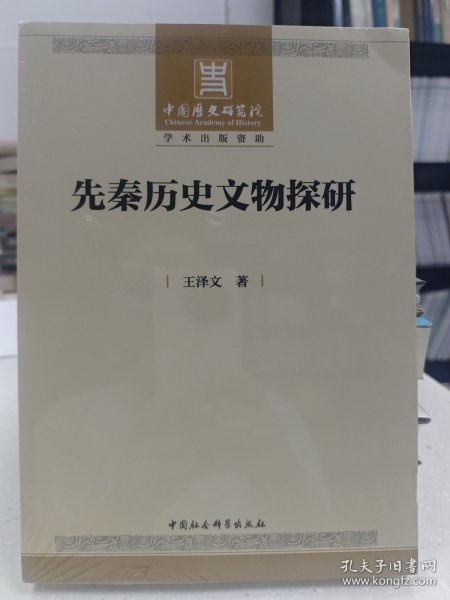 中国历史研究院
Chinese Academy of History
学术出版资助
先秦历史文物探研
王泽文 著
中国社会科学出版社
孔夫子旧书网
www.kongfz.com